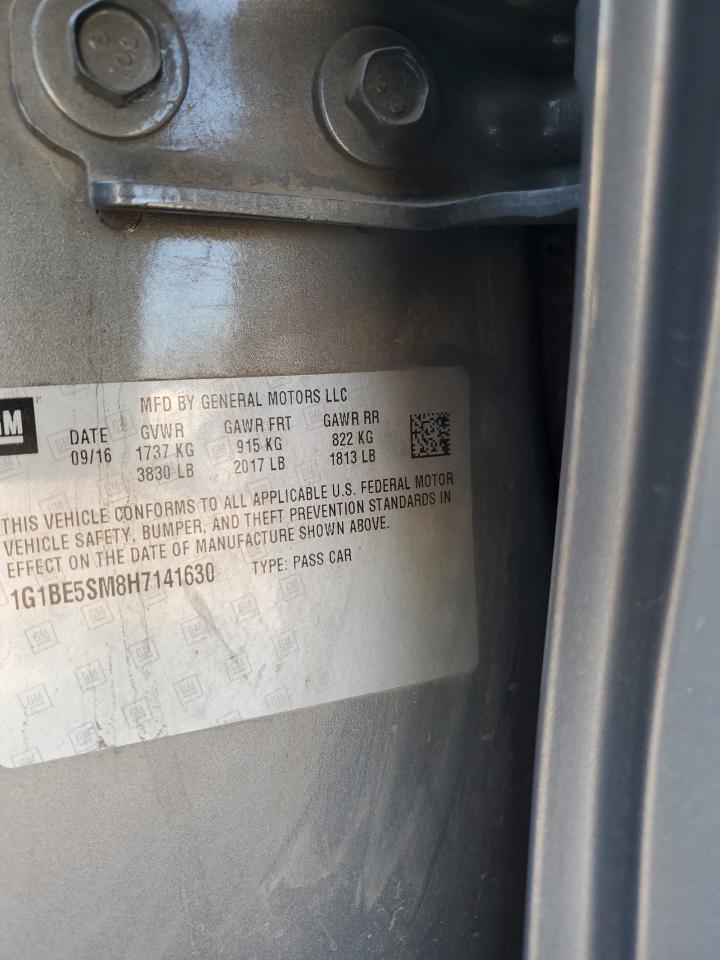 GM
MFD BY GENERAL MOTORS LLC
DATE GVWR GAWR FRT GAWR RR
09/16 1737 KG 915 KG 822 KG
3830 LB 2017 LB 1813 LB
THIS VEHICLE CONFORMS TO ALL APPLICABLE U.S. FEDERAL MOTOR
VEHICLE SAFETY, BUMPER, AND THEFT PREVENTION STANDARDS IN
EFFECT ON THE DATE OF MANUFACTURE SHOWN ABOVE.
1G1BE5SM8H7141630 TYPE: PASS CAR